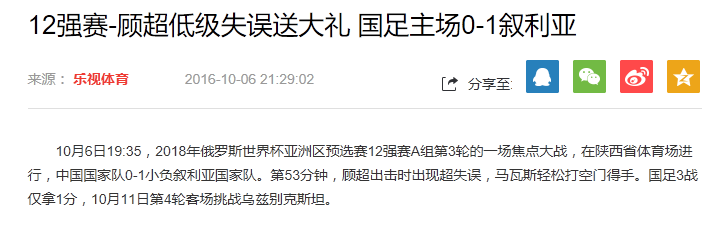 12强赛-顾超低级失误送大礼 国足主场0-1叙利亚
来源： 乐视体育 2016-10-06 21:29:02 分享至:
10月6日19:35，2018年俄罗斯世界杯亚洲区预选赛12强赛A组第3轮的一场焦点大战，在陕西省体育场进
行，中国国家队0-1小负叙利亚国家队。第53分钟，顾超出击时出现超失误，马瓦斯轻松打空门得手。国足3战
仅拿1分，10月11日第4轮客场挑战乌兹别克斯坦。